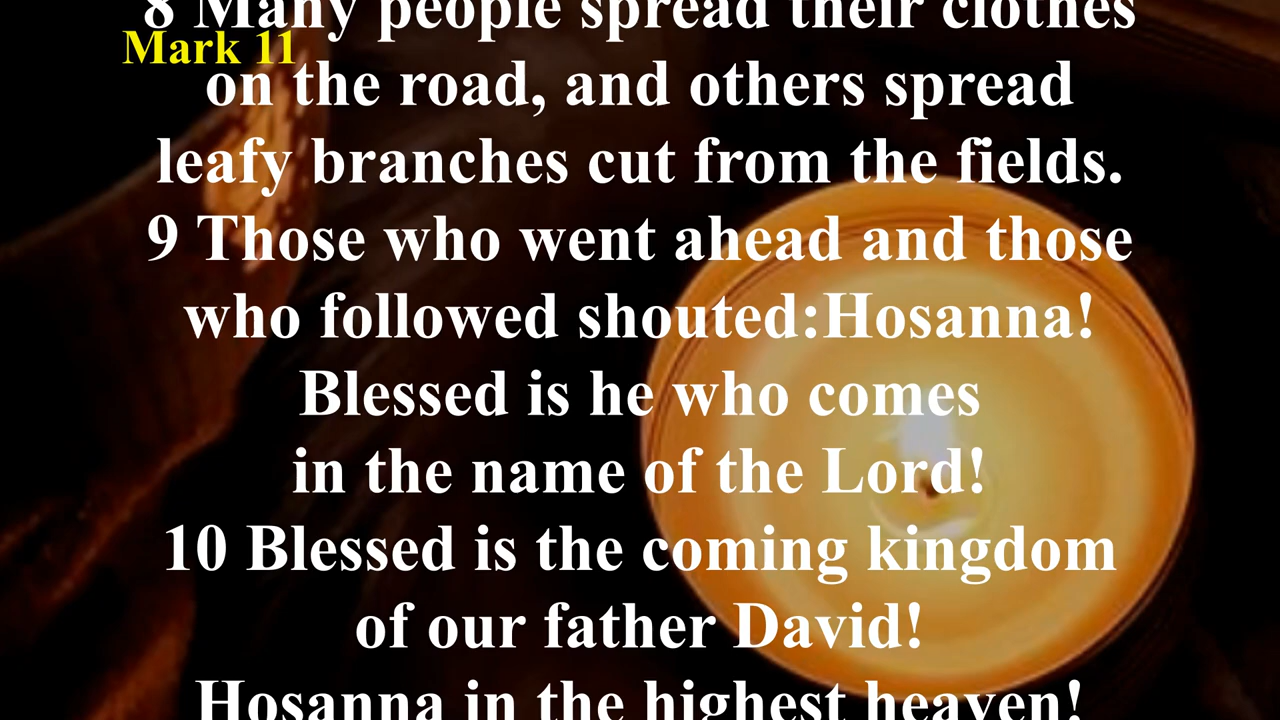 8 Many people spread their clothes
Mark 11
on the road, and others spread
leafy branches cut from the fields.
9 Those who went ahead and those
who followed shouted:Hosanna!
Blessed is he who comes
in the name of the Lord!
10 Blessed is the coming kingdom
of our father David!
Hosanna in the highest heaven!